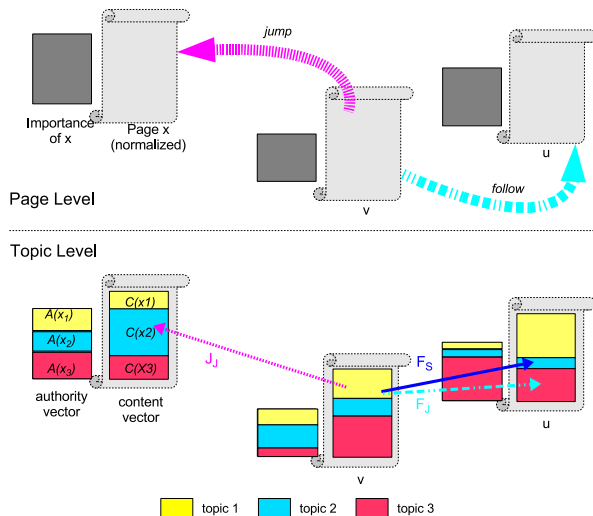 jump
Importance
of x
Page x
(normalized)
u
v
follow
Page Level
Topic Level
A(x1)
A(x2)
A(x3)
C(x1)
C(x2)
C(X3)
JJ
FS
FJ
authority
vector
content
vector
u
v
topic 1
topic 2
topic 3